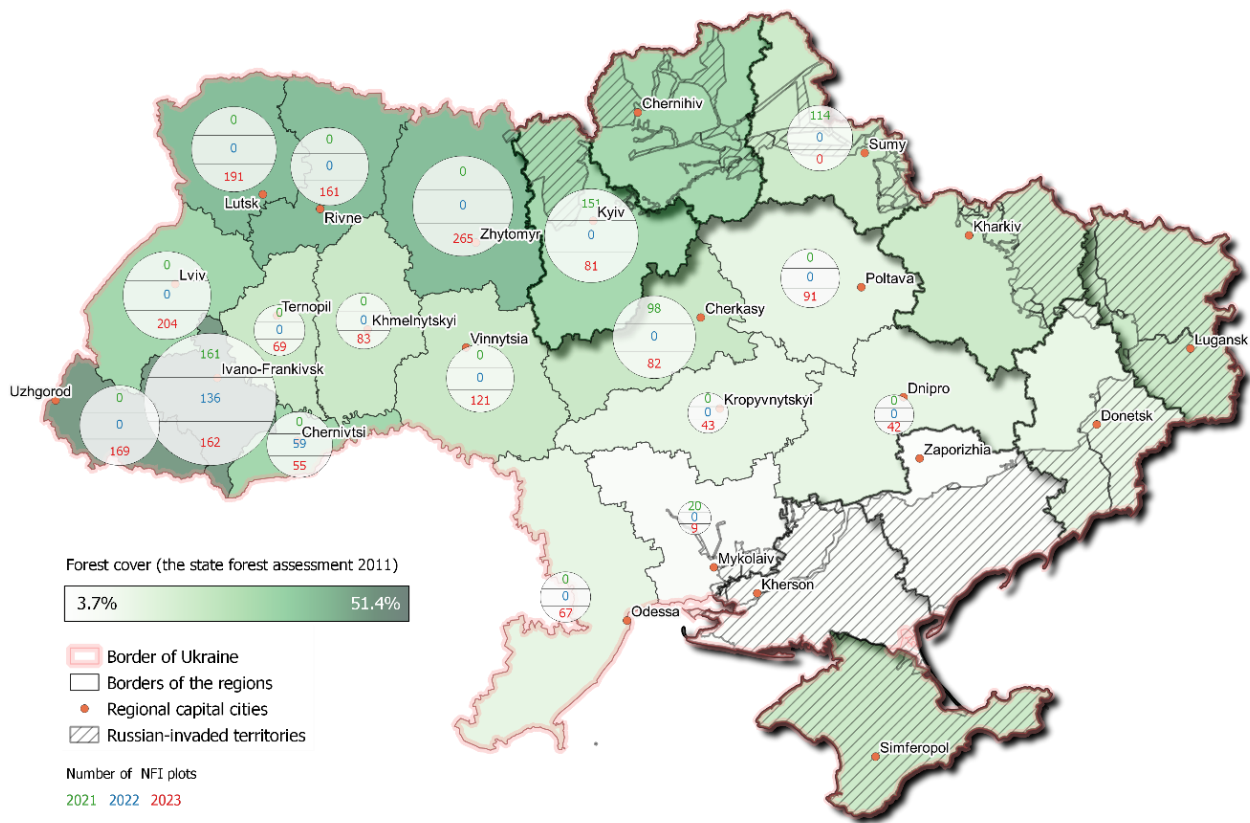 Chernihiv
114
0
0
Sumy
0
0
191
Lutsk
0
0
161
Rivne
0
0
265
Zhytomyr
151
Kyiv
0
81
Kharkiv
0
0
91
Poltava
Lugansk
Lviv
0
0
204
Ternopil
0
0
69
0
0
Khmelnytskyi
83
Vinnytsia
0
0
121
98
0
82
Cherkasy
Uzhgorod
0
0
169
161
Ivano-Frankivsk
136
162
Chernivtsi
0
59
55
0
Kropyvnytskyi
0
43
Dnipro
0
0
42
Donetsk
Zaporizhia
20
0
9
Mykolaiv
Kherson
0
0
67
Odessa
Simferopol
Forest cover (the state forest assessment 2011)
3.7% 51.4%
Border of Ukraine
Borders of the regions
Regional capital cities
Russian-invaded territories
Number of NFI plots
2021 2022 2023